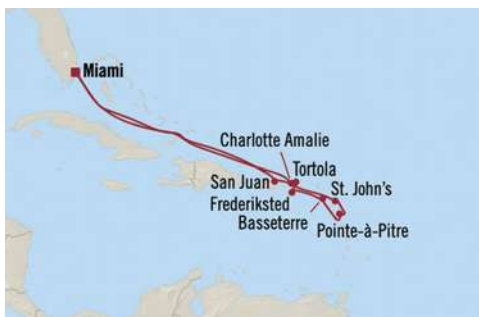 Miami
Charlotte Amalie
Tortola
San Juan
St. John's
Frederiksted
Basseterre
Pointe-à-Pitre